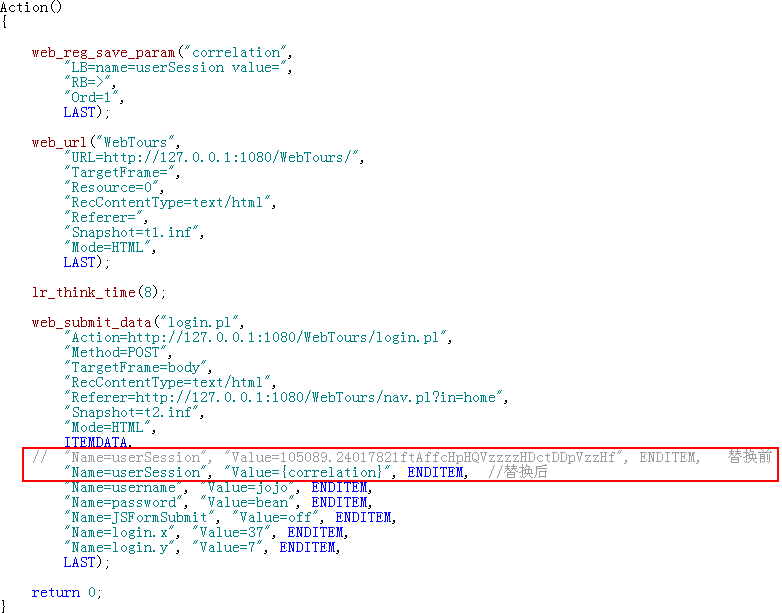 Action()
{
web_reg_save_param("correlation",
"LB=name=userSession value=",
"RB=>",
"Ord=1",
LAST);
web_url("WebTours",
"URL=http://127.0.0.1:1080/WebTours/",
"TargetFrame=",
"Resource=0",
"RecContentType=text/html",
"Referer=",
"Snapshot=t1.inf",
"Mode=HTML",
LAST);
lr_think_time(8);
web_submit_data("login.pl",
"Action=http://127.0.0.1:1080/WebTours/login.pl",
"Method=POST",
"TargetFrame=body",
"RecContentType=text/html",
"Referer=http://127.0.0.1:1080/WebTours/nav.pl?in=home",
"Snapshot=t2.inf",
"Mode=HTML",
ITEMDATA,
// "Name=userSession", "Value=105089.24017821ftAffcHpHQVzzzzHDctDDpVzzHf", ENDITEM, 替换前
"Name=userSession", "Value={correlation}", ENDITEM, //替换后
"Name=username", "Value=jojo", ENDITEM,
"Name=password", "Value=bean", ENDITEM,
"Name=JSFormSubmit", "Value=off", ENDITEM,
"Name=login.x", "Value=37", ENDITEM,
"Name=login.y", "Value=7", ENDITEM,
LAST);
return 0;
}